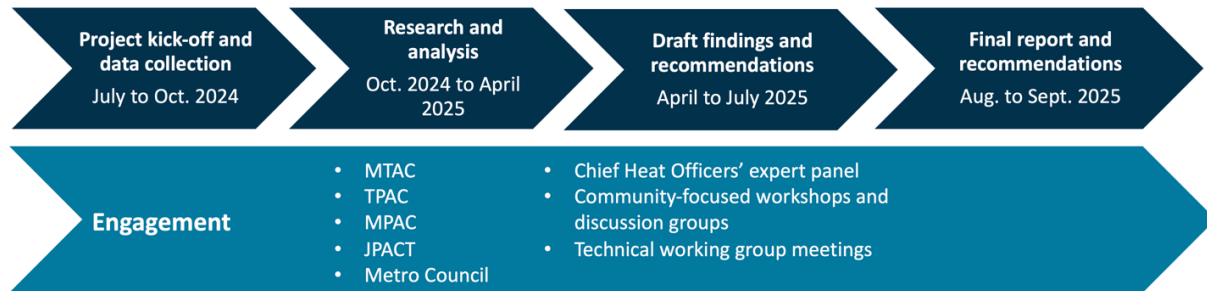 Project kick-off and
data collection
July to Oct. 2024
Research and
analysis
Oct. 2024 to April
2025
Draft findings and
recommendations
April to July 2025
Final report and
recommendations
Aug. to Sept. 2025
Engagement
• MTAC
• TPAC
• MPAC
• JPACT
• Metro Council
• Chief Heat Officers’ expert panel
• Community-focused workshops and
discussion groups
• Technical working group meetings